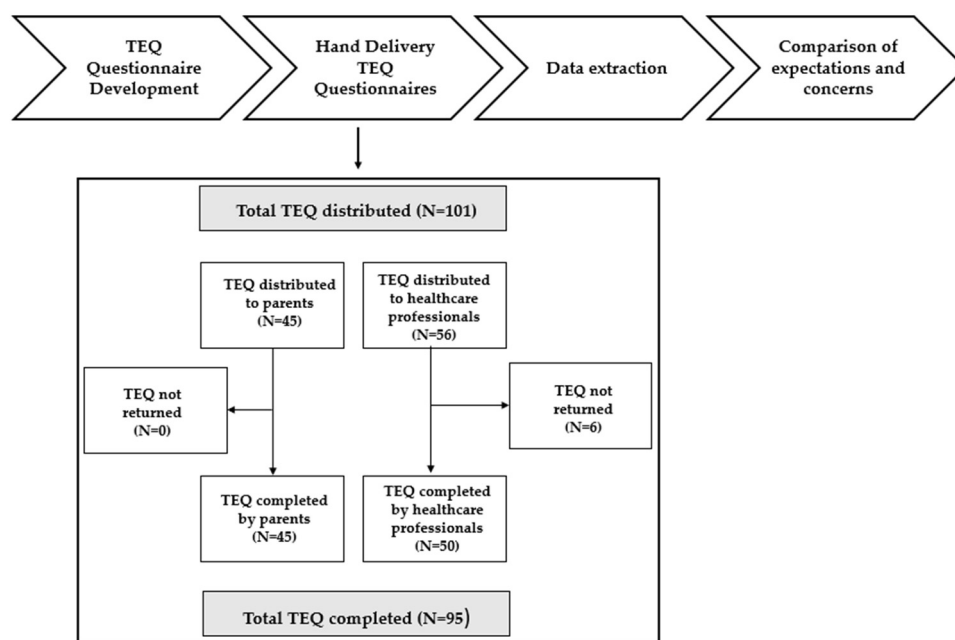 TEQ
Questionnaire
Development
Hand Delivery
TEQ
Questionnaires
Data extraction
Comparison of
expectations and
concerns
Total TEQ distributed (N=101)
TEQ distributed
to parents
(N=45)
TEQ distributed
to healthcare
professionals
(N=56)
TEQ not
returned
(N=0)
TEQ not
returned
(N=6)
TEQ completed
by parents
(N=45)
TEQ completed
by healthcare
professionals
(N=50)
Total TEQ completed (N=95)